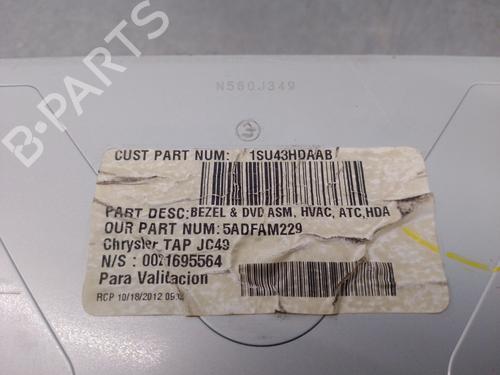 B-PARTS
N560J349
CUST PART NUM: 1SU43HDAAB
PART DESC:BEZEL & DVD ASM, HVAC, ATC,HDA
OUR PART NUM: 5ADFAM229
Chrysler TAP JC49
N/S : 0021695564
Para Valitacion
RCP 10/18/2012